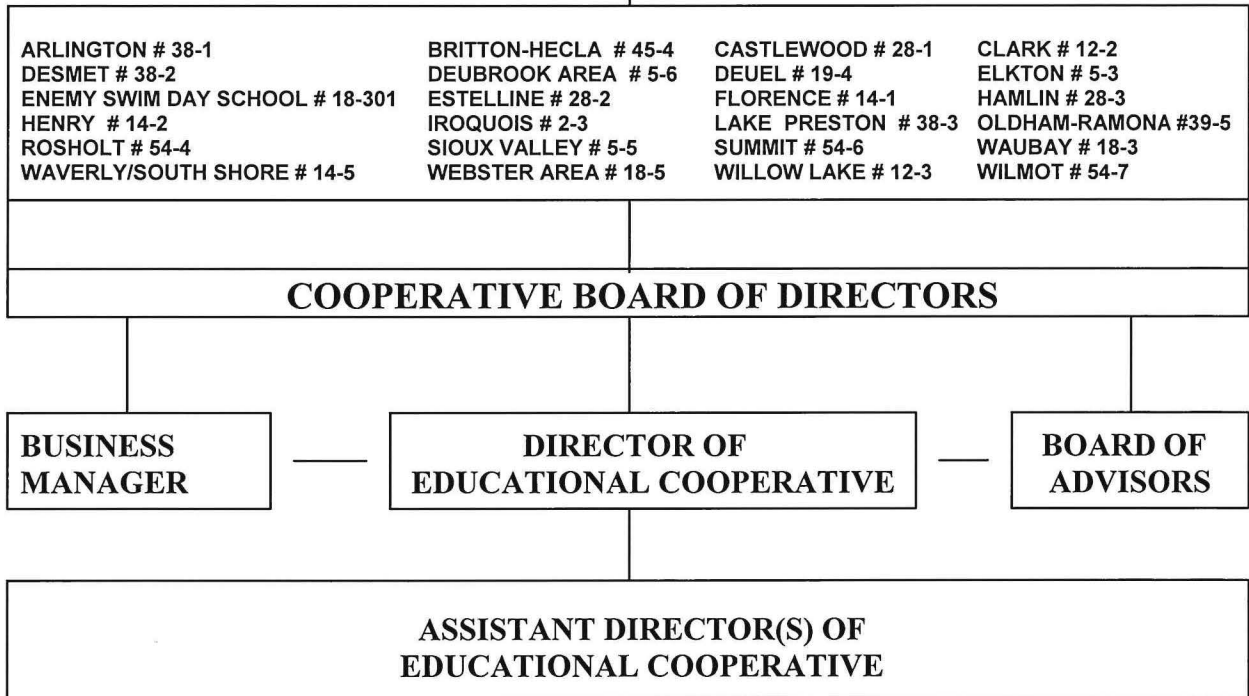 ARLINGTON # 38-1 BRITTON-HECLA # 45-4 CASTLEWOOD # 28-1 CLARK # 12-2
DESMET # 38-2 DEUBROOK AREA # 5-6 DEUEL # 19-4 ELKTON # 5-3
ENEMY SWIM DAY SCHOOL # 18-301 ESTELLINE # 28-2 FLORENCE # 14-1 HAMLIN # 28-3
HENRY # 14-2 IROQUOIS # 2-3 LAKE PRESTON # 38-3 OLDHAM-RAMONA #39-5
ROSHOLT # 54-4 SIOUX VALLEY # 5-5 SUMMIT # 54-6 WAUBAY # 18-3
WAVERLY/SOUTH SHORE # 14-5 WEBSTER AREA # 18-5 WILLOW LAKE # 12-3 WILMOT # 54-7
COOPERATIVE BOARD OF DIRECTORS
BUSINESS
MANAGER
DIRECTOR OF
EDUCATIONAL COOPERATIVE
BOARD OF
ADVISORS
ASSISTANT DIRECTOR(S) OF
EDUCATIONAL COOPERATIVE